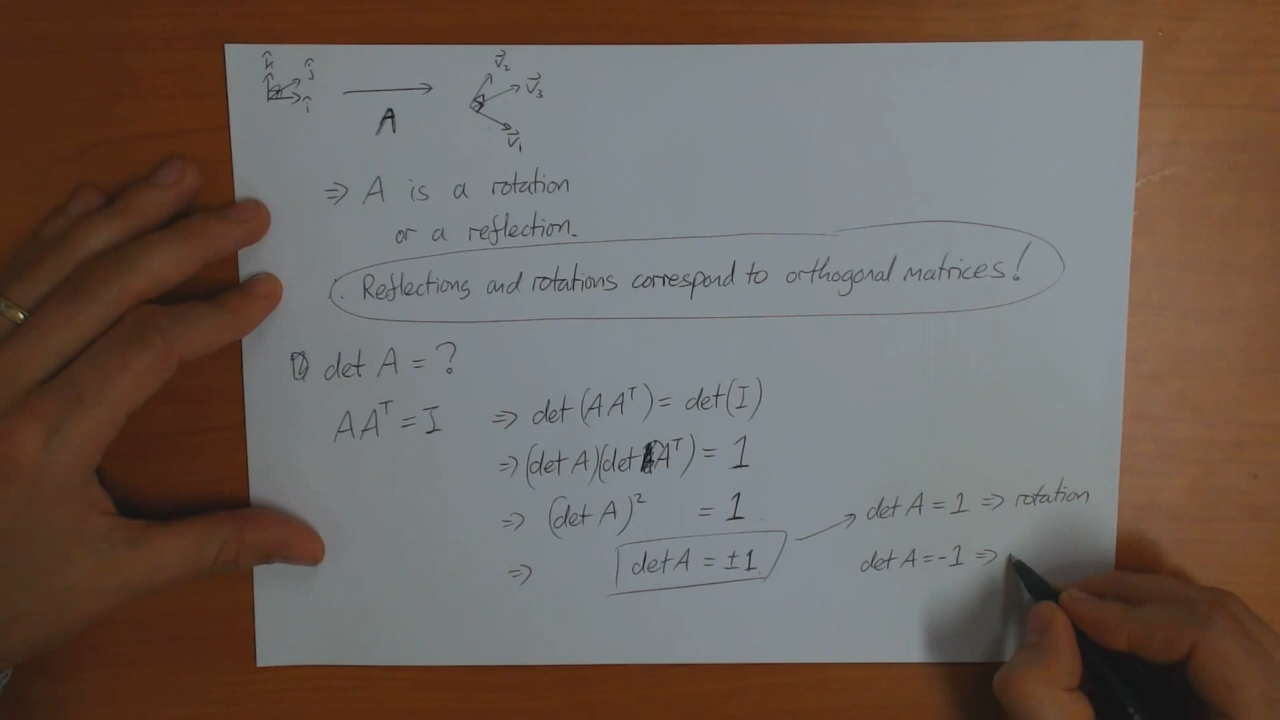 k̂ ĵ î
A
v⃗₂ v⃗₃ v⃗₁
⇒ A is a rotation
or a reflection.
Reflections and rotations correspond to orthogonal matrices!
det A = ?
AAᵀ = I ⇒ det (AAᵀ) = det(I)
⇒ (det A)(det Aᵀ) = 1
⇒ (det A)² = 1
⇒ det A = ±1
det A = 1 ⇒ rotation
det A = -1 ⇒